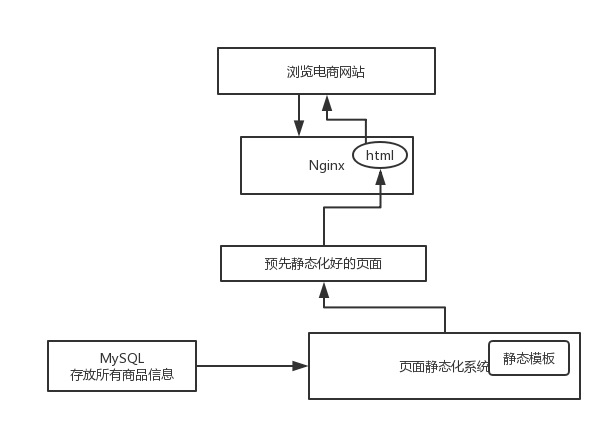 浏览电商网站
Nginx
html
预先静态化好的页面
MySQL
存放所有商品信息
页面静态化系统
静态模板